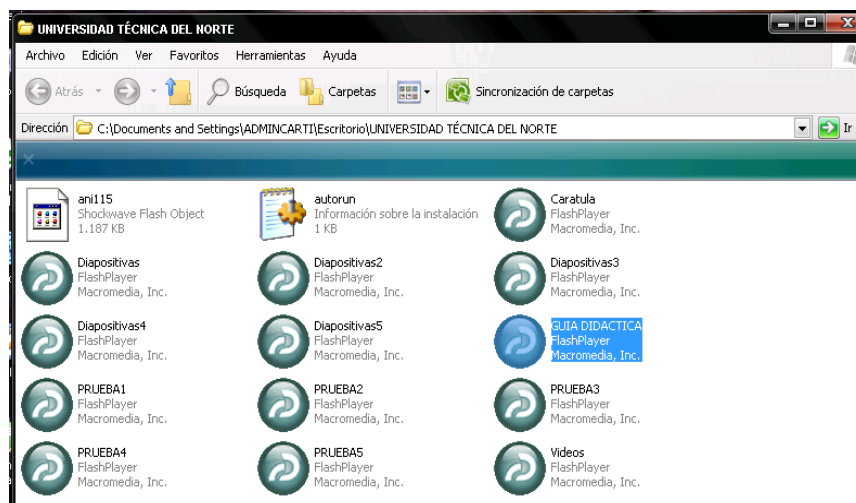 UNIVERSIDAD TÉCNICA DEL NORTE
Archivo Edición Ver Favoritos Herramientas Ayuda
Atrás Búsqueda Carpetas Sincronización de carpetas
Dirección C:\Documents and Settings\ADMINCARTI\Escritorio\UNIVERSIDAD TÉCNICA DEL NORTE Ir
ani115
Shockwave Flash Object
1.187 KB
autorun
Información sobre la instalación
1 KB
Caratula
FlashPlayer
Macromedia, Inc.
Diapositivas
FlashPlayer
Macromedia, Inc.
Diapositivas2
FlashPlayer
Macromedia, Inc.
Diapositivas3
FlashPlayer
Macromedia, Inc.
Diapositivas4
FlashPlayer
Macromedia, Inc.
Diapositivas5
FlashPlayer
Macromedia, Inc.
GUIA DIDACTICA
FlashPlayer
Macromedia, Inc.
PRUEBA1
FlashPlayer
Macromedia, Inc.
PRUEBA2
FlashPlayer
Macromedia, Inc.
PRUEBA3
FlashPlayer
Macromedia, Inc.
PRUEBA4
FlashPlayer
Macromedia, Inc.
PRUEBA5
FlashPlayer
Macromedia, Inc.
Videos
FlashPlayer
Macromedia, Inc.